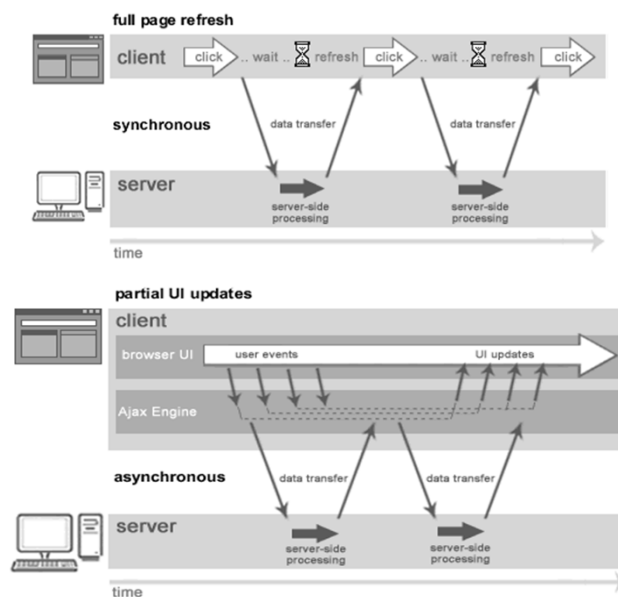 full page refresh
client click .. wait .. refresh click .. wait .. refresh click
synchronous
data transfer data transfer
server
server-side processing server-side processing
time
partial UI updates
client
browser UI user events UI updates
Ajax Engine
asynchronous
data transfer data transfer
server
server-side processing server-side processing
time